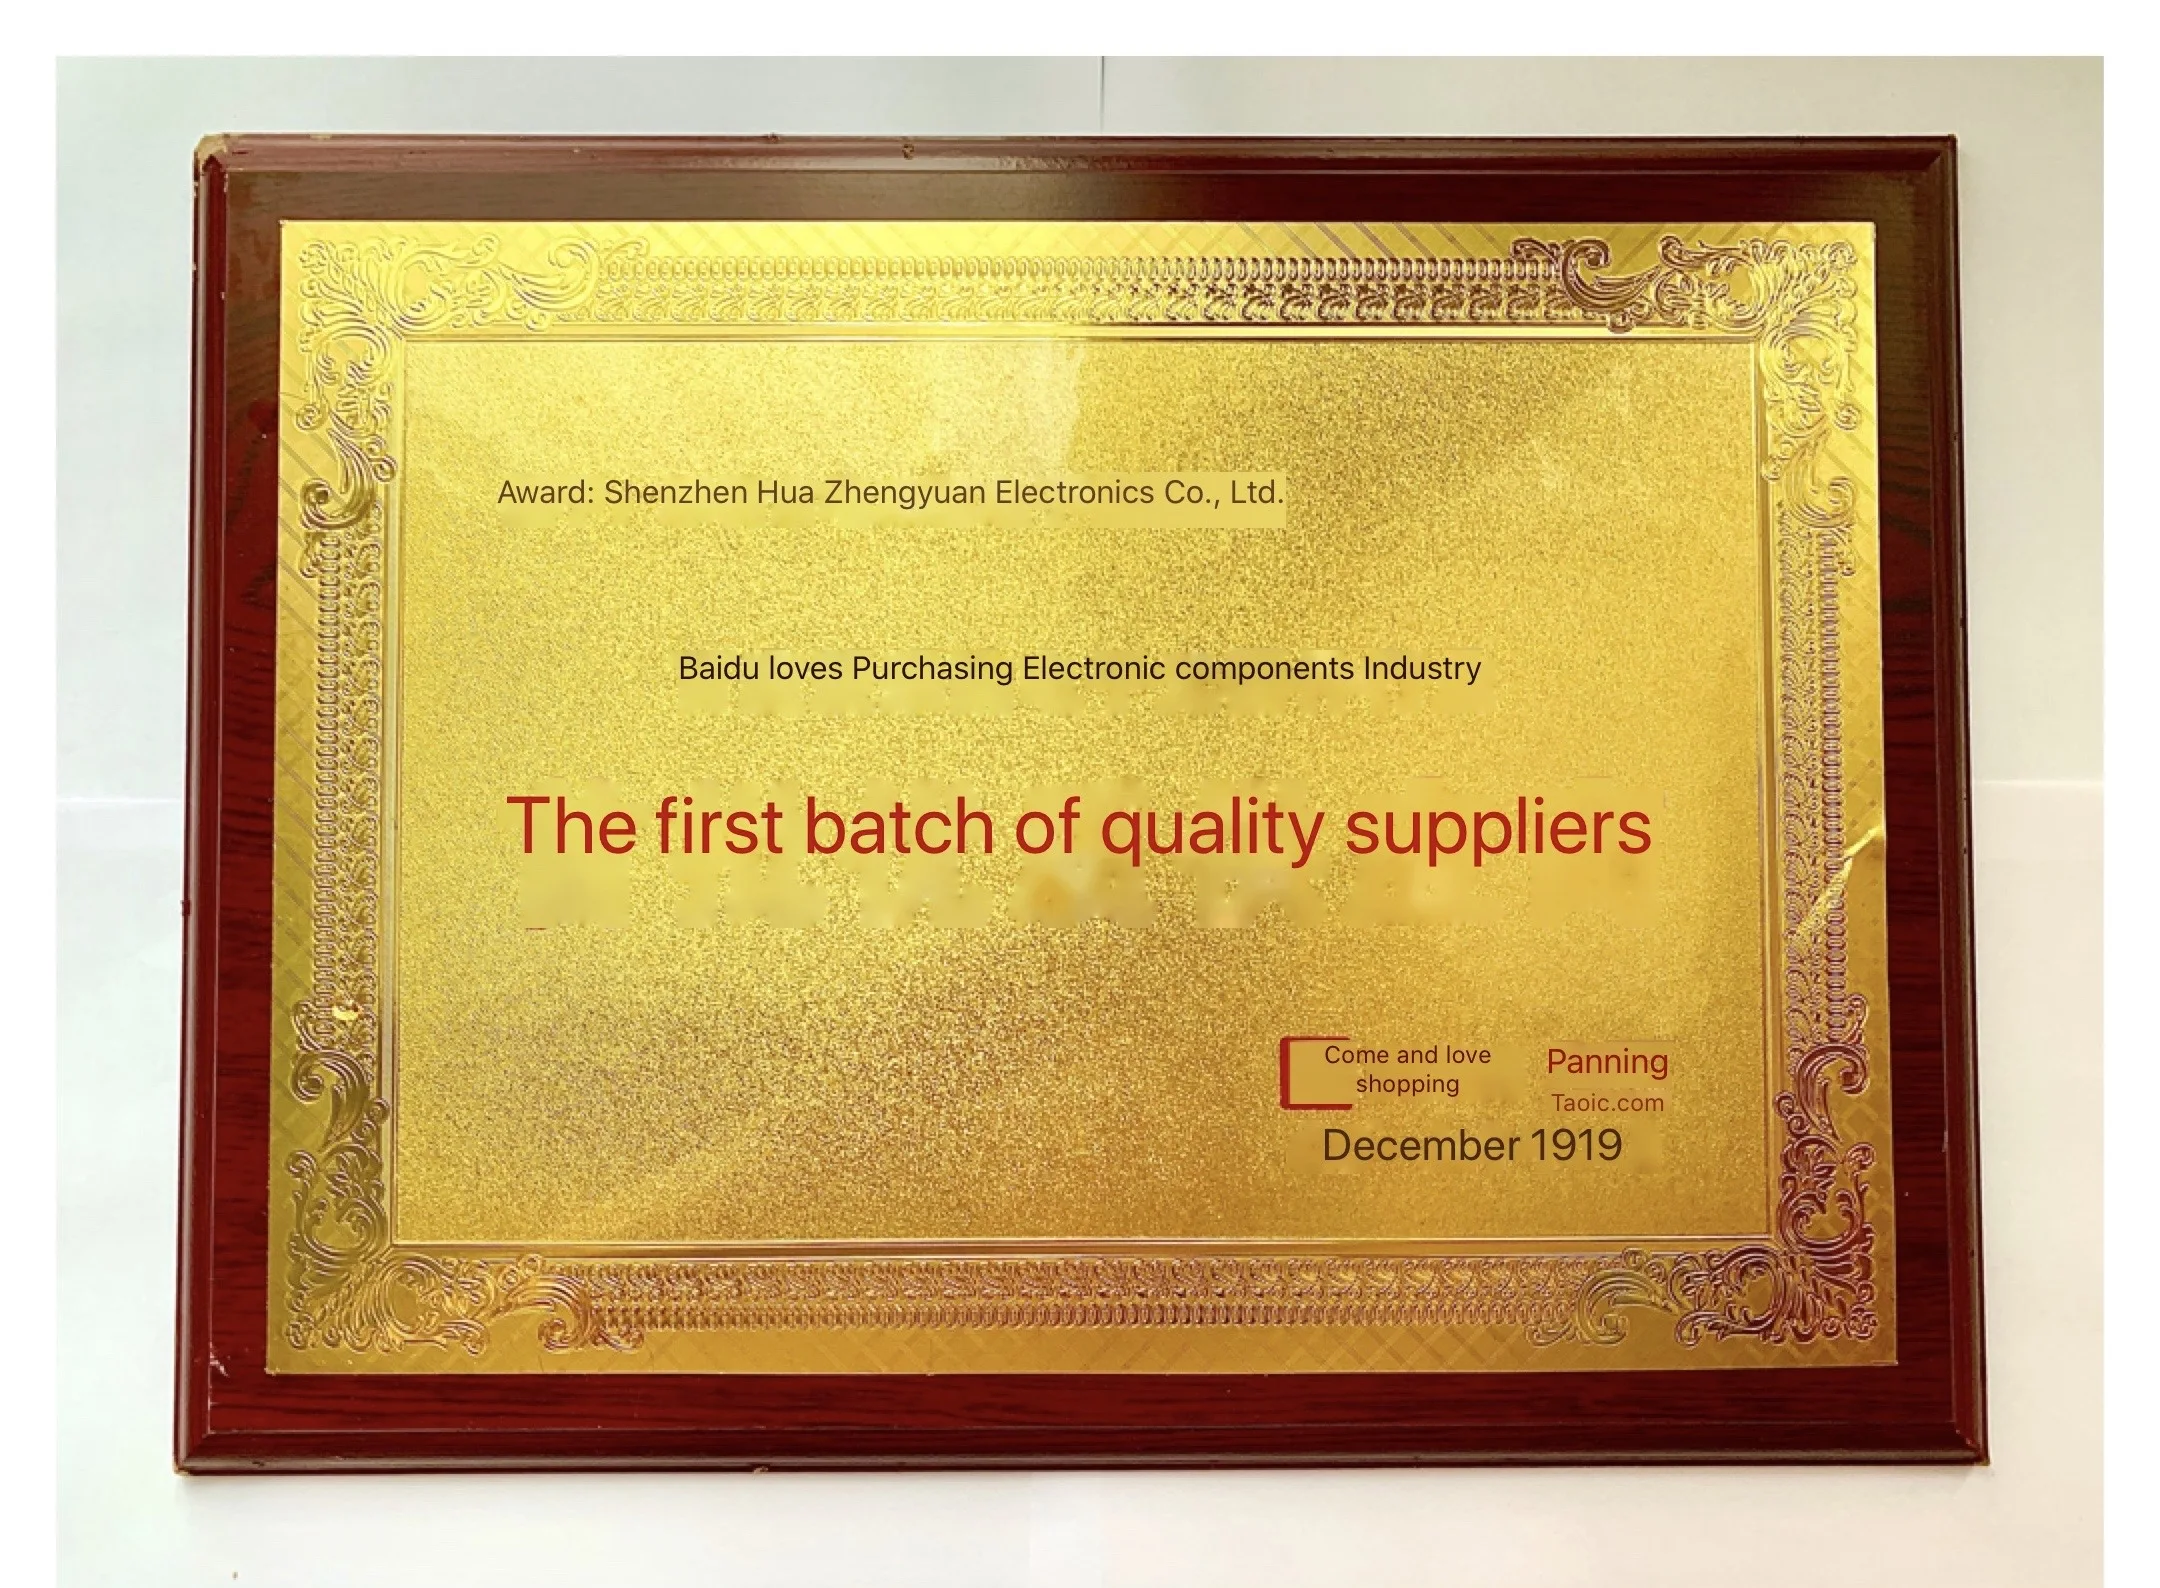 Award: Shenzhen Hua Zhengyuan Electronics Co., Ltd.
Baidu loves Purchasing Electronic components Industry
The first batch of quality suppliers
Come and love
shopping
Panning
Taoic.com
December 1919